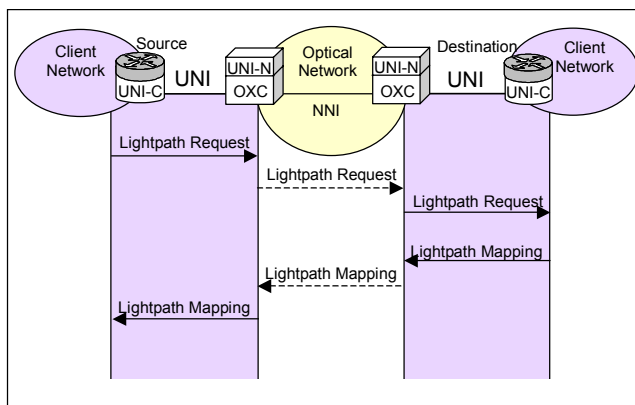 Client
Network
Source
UNI-C
UNI
UNI-N
OXC
Optical
Network
NNI
UNI-N
OXC
Destination
UNI
UNI-C
Client
Network
Lightpath Request
Lightpath Request
Lightpath Request
Lightpath Mapping
Lightpath Mapping
Lightpath Mapping